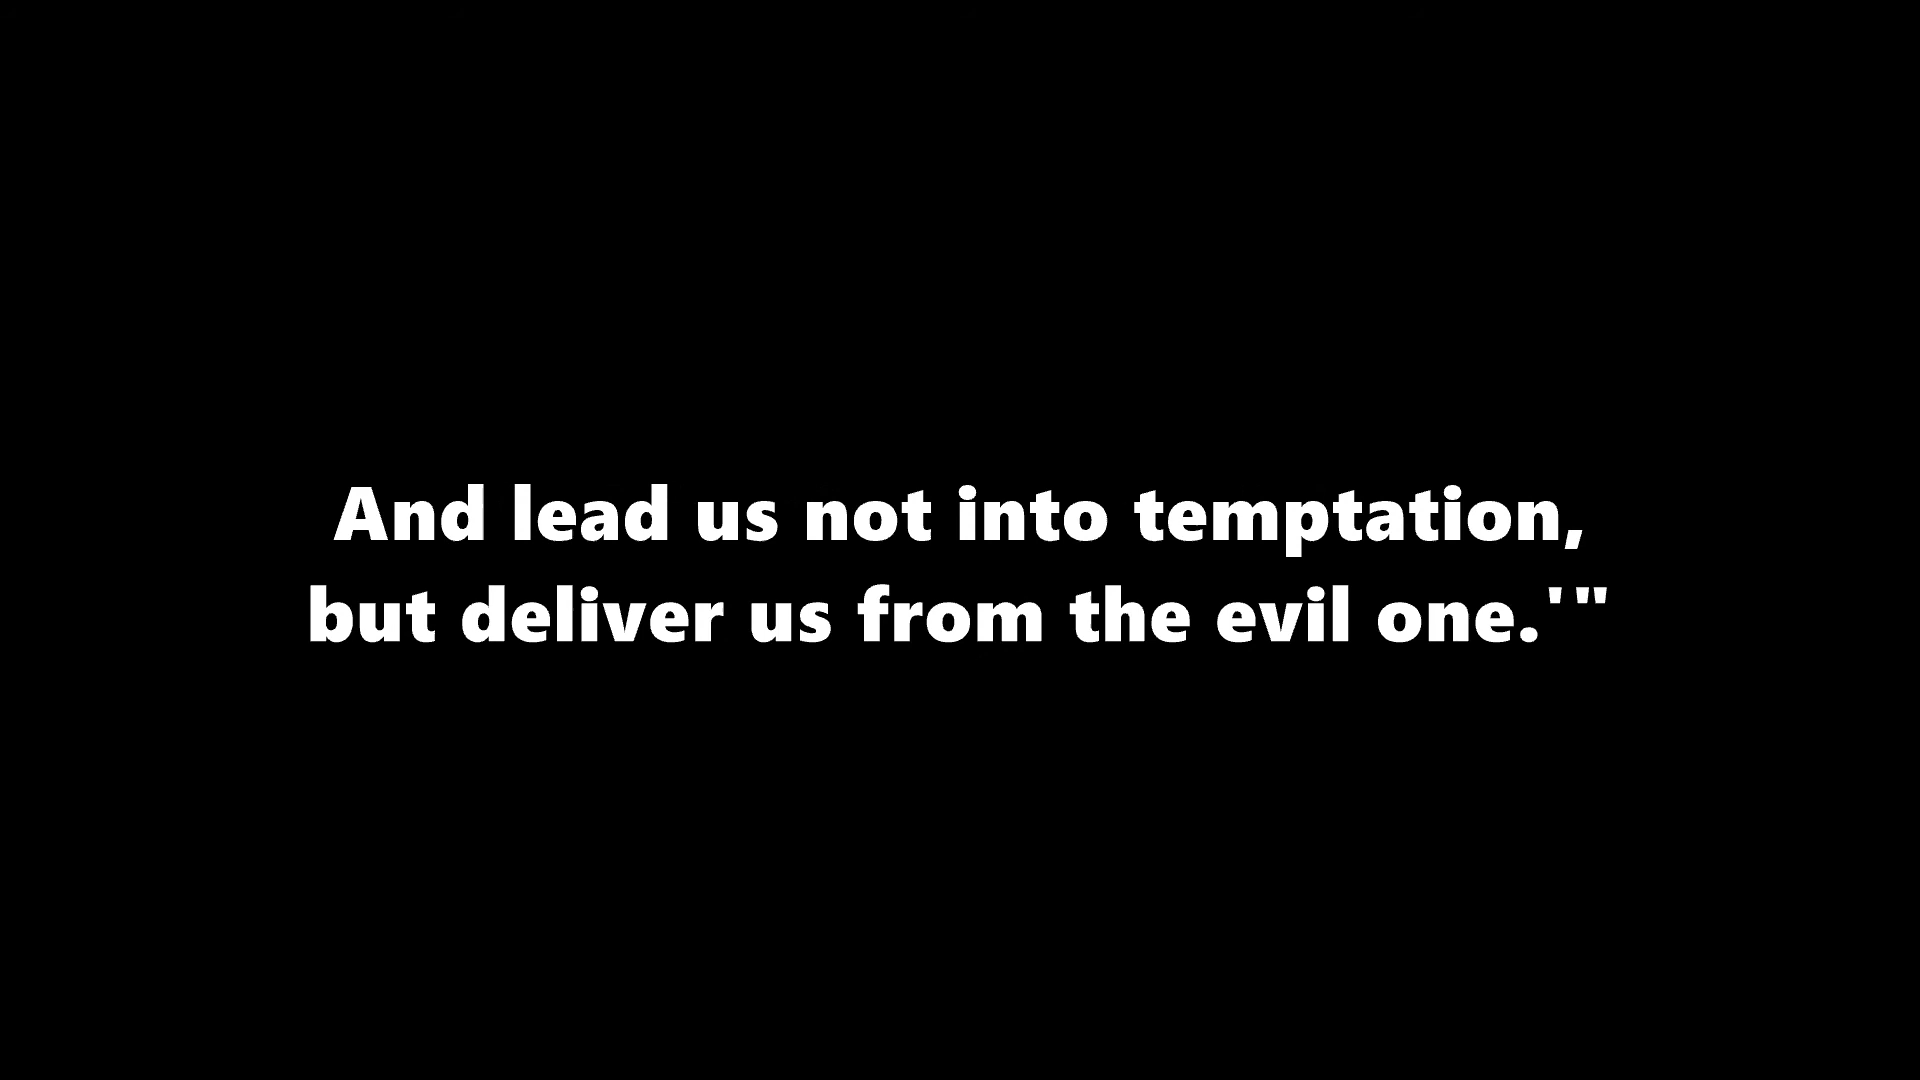 And lead us not into temptation,
but deliver us from the evil one.'"